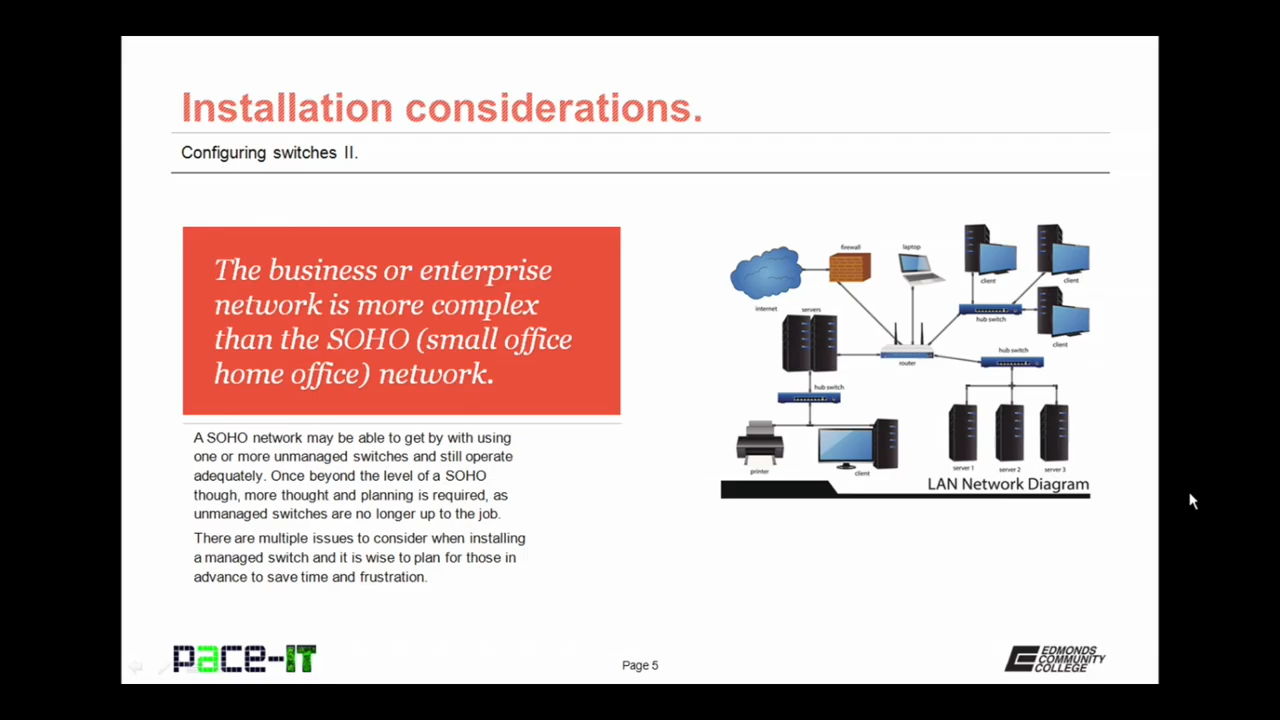 Installation considerations.
Configuring switches II.
The business or enterprise
network is more complex
than the SOHO (small office
home office) network.
A SOHO network may be able to get by with using
one or more unmanaged switches and still operate
adequately. Once beyond the level of a SOHO
though, more thought and planning is required, as
unmanaged switches are no longer up to the job.
There are multiple issues to consider when installing
a managed switch and it is wise to plan for those in
advance to save time and frustration.
firewall
laptop
internet
servers
client
client
hub switch
client
hub switch
router
hub switch
printer
client
server 1
server 2
server 3
LAN Network Diagram
pace-IT
Page 5
EDMONDS
COMMUNITY
COLLEGE